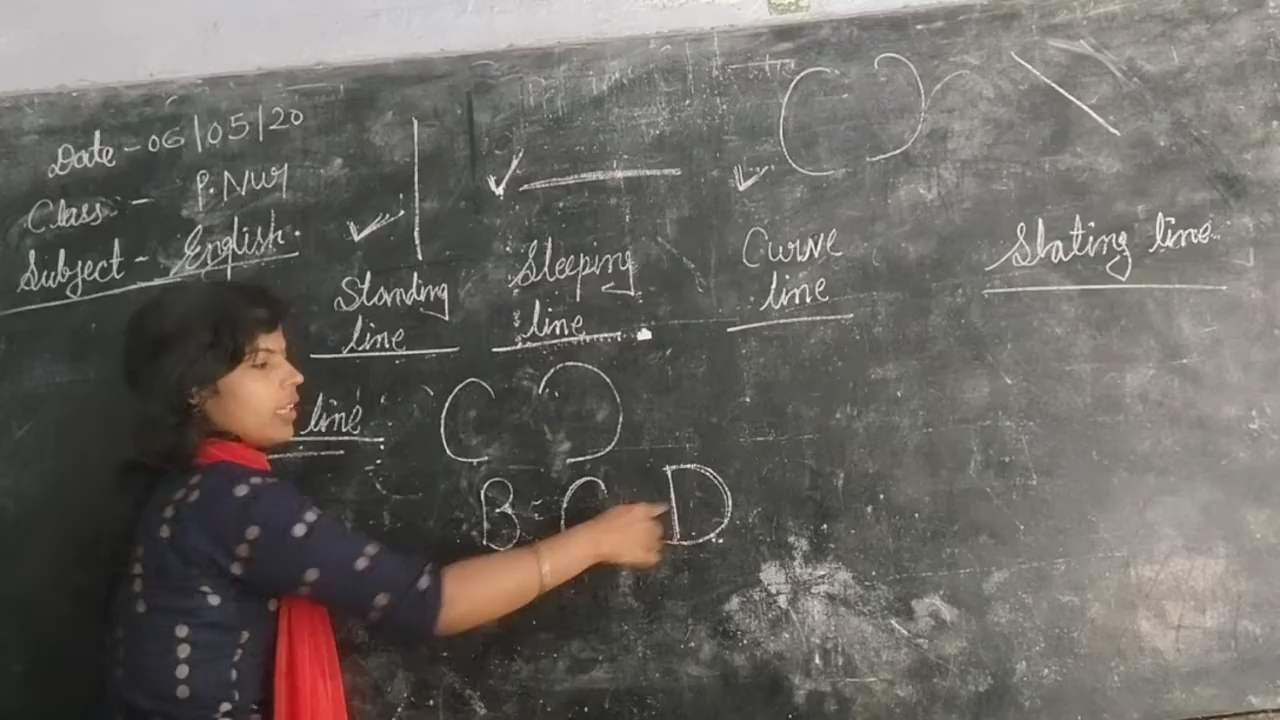 Date - 06/05/20
Class :- P. Nur
Subject - English.
Standing line
Sleeping line
Curve line
Slating line
line
B - C D